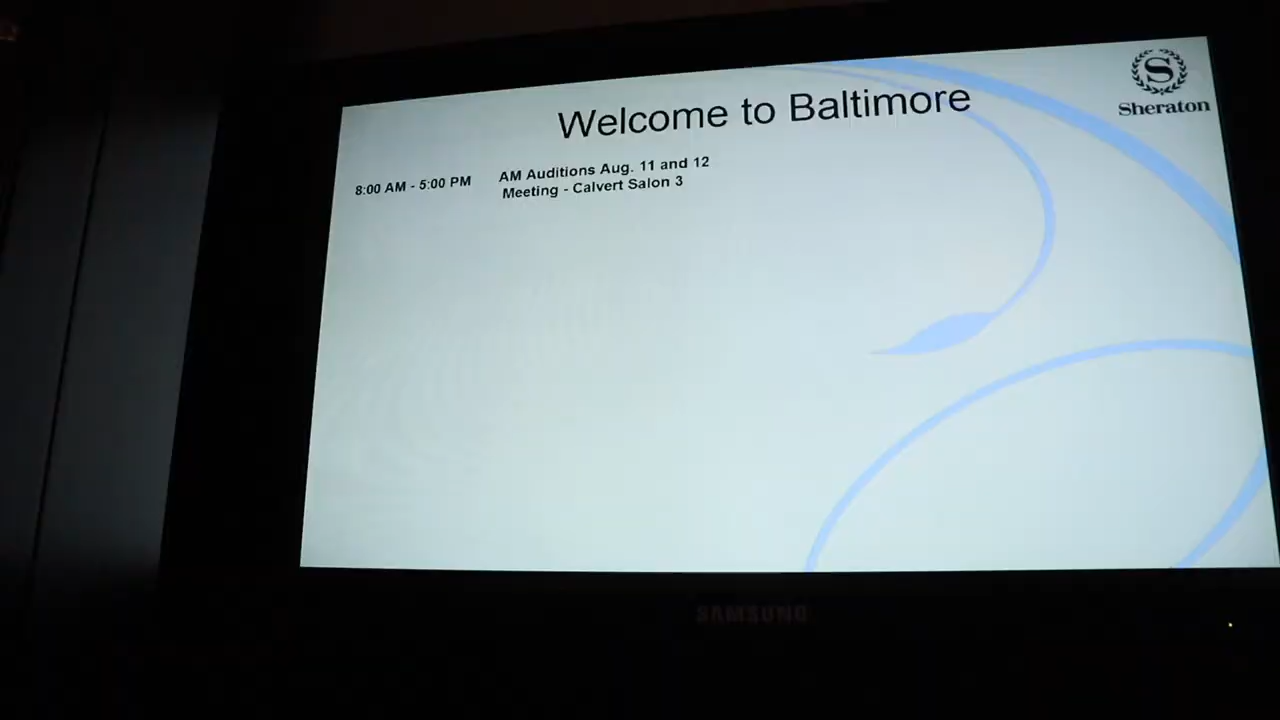 Welcome to Baltimore
S
Sheraton
8:00 AM - 5:00 PM
AM Auditions Aug. 11 and 12
Meeting - Calvert Salon 3
SAMSUNG